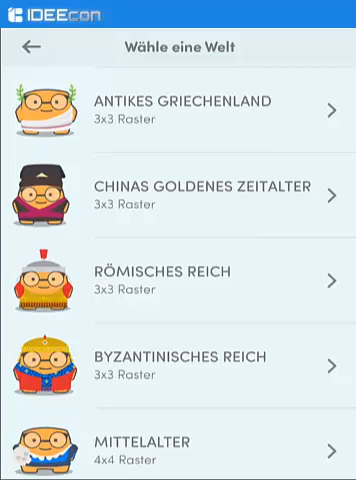 IDEEcon
Wähle eine Welt
ANTIKES GRIECHENLAND
3x3 Raster
CHINAS GOLDENES ZEITALTER
3x3 Raster
RÖMISCHES REICH
3x3 Raster
BYZANTINISCHES REICH
3x3 Raster
MITTELALTER
4x4 Raster